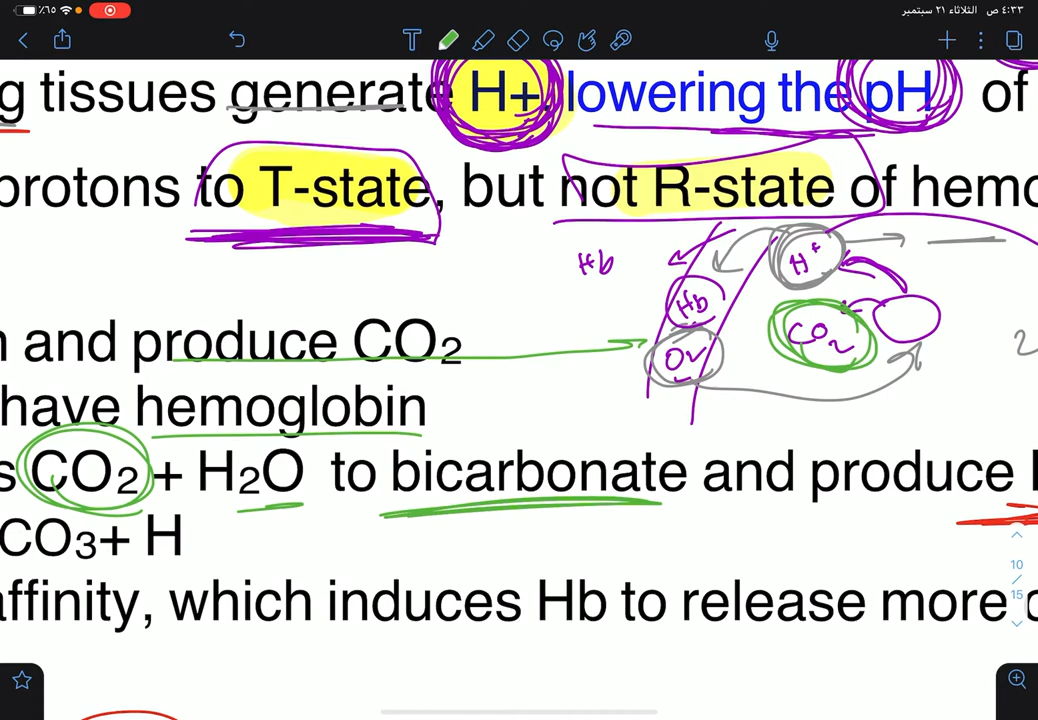 ٪٦٥
٤:٣٣ ص الثلاثاء ٢١ سبتمبر
T
g tissues generate H+, lowering the pH of
protons to T-state, but not R-state of hemo
Hb H+
Hb
CO2
O2
2
n and produce CO2
have hemoglobin
s CO2 + H2O to bicarbonate and produce
CO3+ H
affinity, which induces Hb to release more
10
/
15